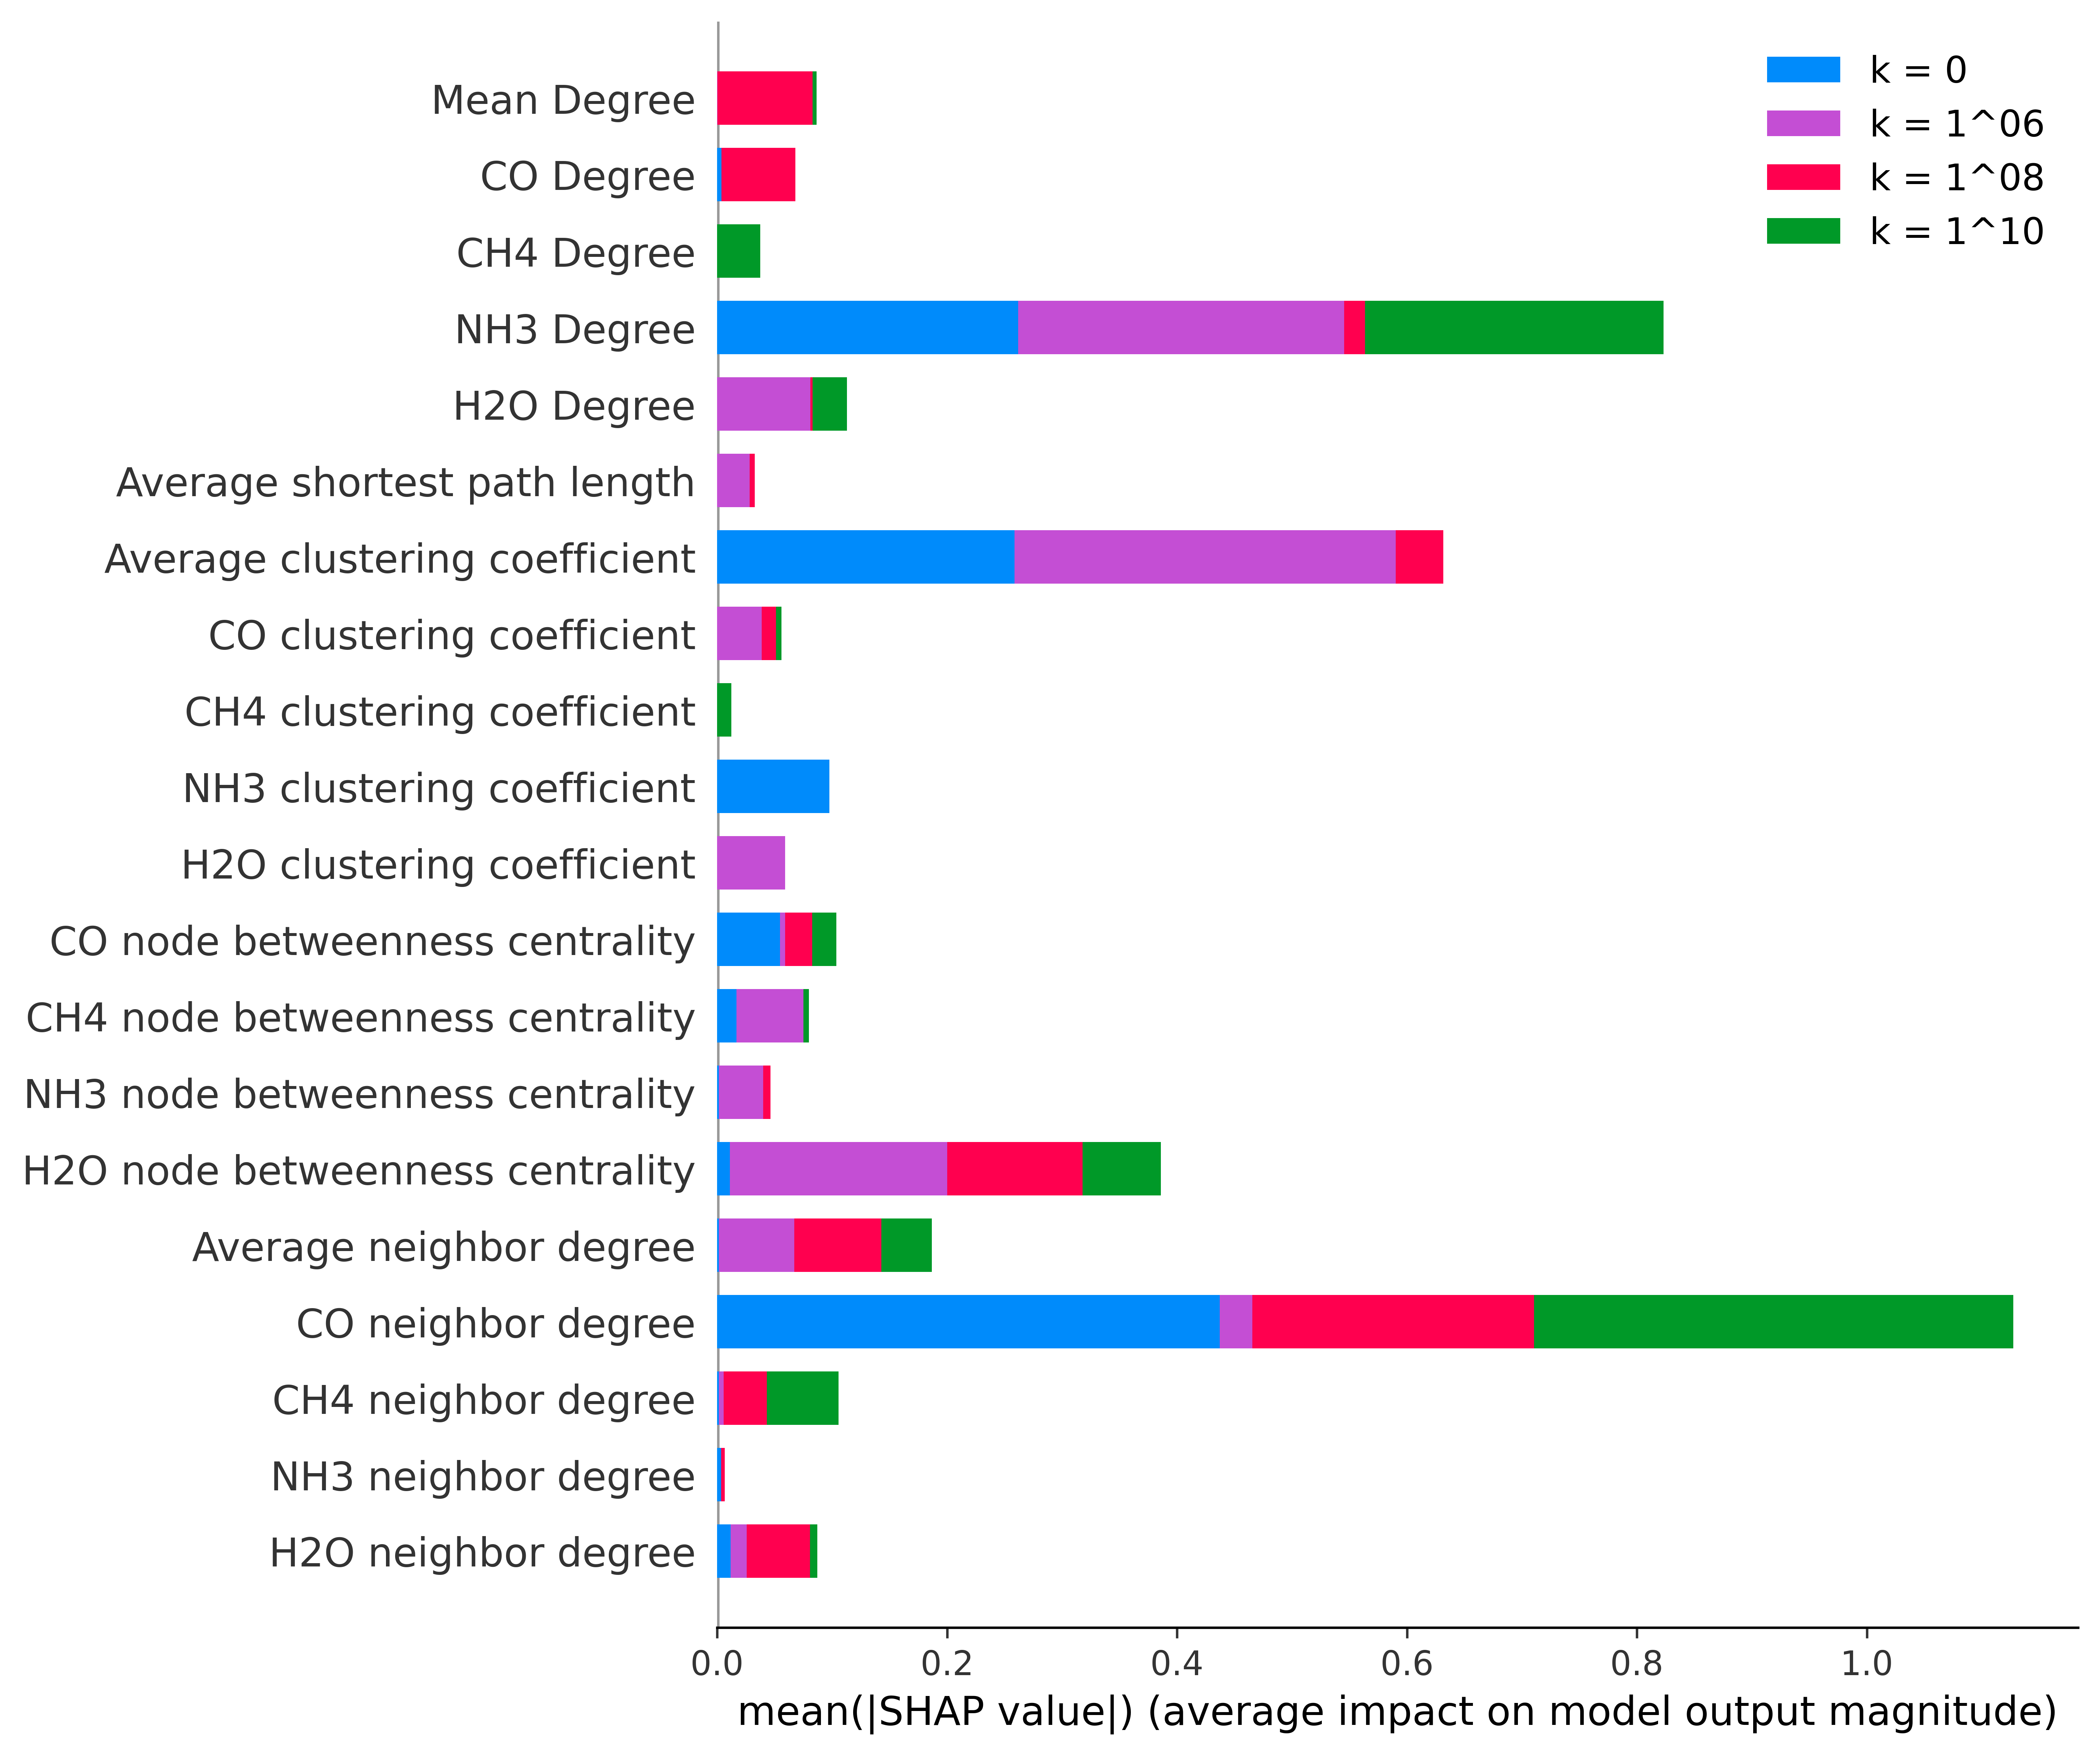 k = 0
k = 1^06
k = 1^08
k = 1^10
Mean Degree
CO Degree
CH4 Degree
NH3 Degree
H2O Degree
Average shortest path length
Average clustering coefficient
CO clustering coefficient
CH4 clustering coefficient
NH3 clustering coefficient
H2O clustering coefficient
CO node betweenness centrality
CH4 node betweenness centrality
NH3 node betweenness centrality
H2O node betweenness centrality
Average neighbor degree
CO neighbor degree
CH4 neighbor degree
NH3 neighbor degree
H2O neighbor degree
0.0 0.2 0.4 0.6 0.8 1.0
mean(|SHAP value|) (average impact on model output magnitude)